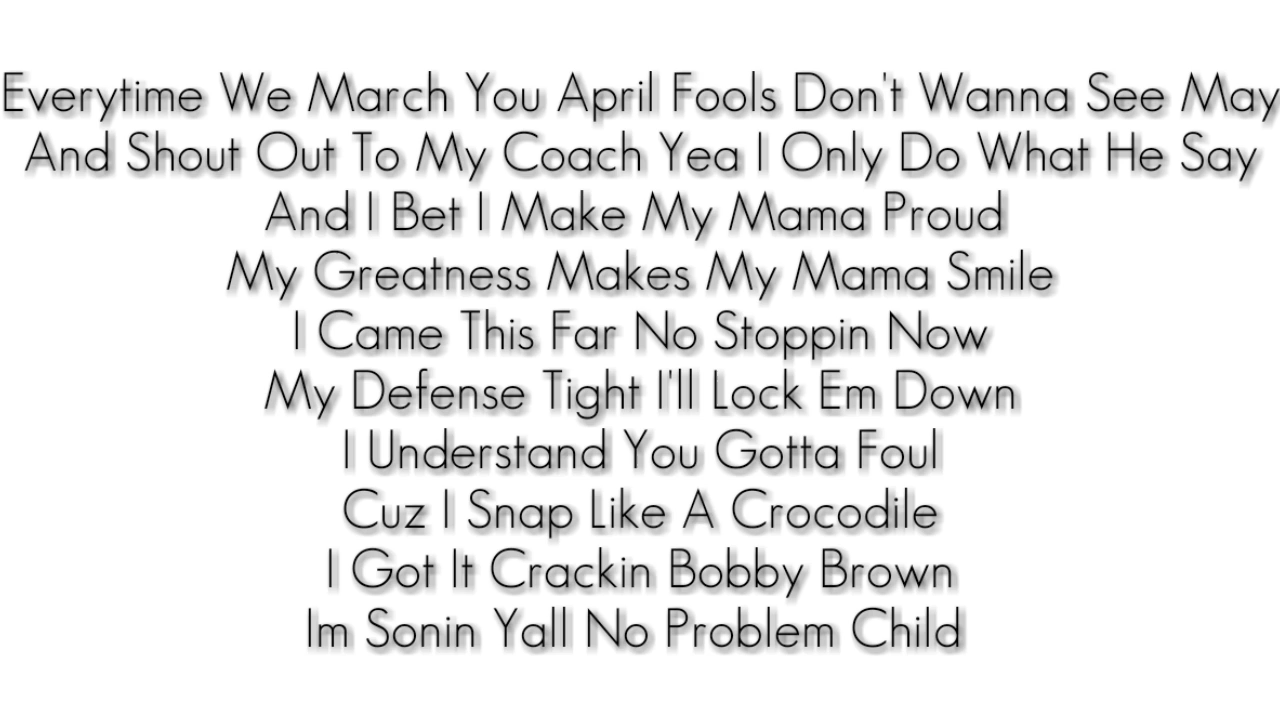 Everytime We March You April Fools Don't Wanna See May
And Shout Out To My Coach Yea I Only Do What He Say
And I Bet I Make My Mama Proud
My Greatness Makes My Mama Smile
I Came This Far No Stoppin Now
My Defense Tight I'll Lock Em Down
I Understand You Gotta Foul
Cuz I Snap Like A Crocodile
I Got It Crackin Bobby Brown
Im Sonin Yall No Problem Child